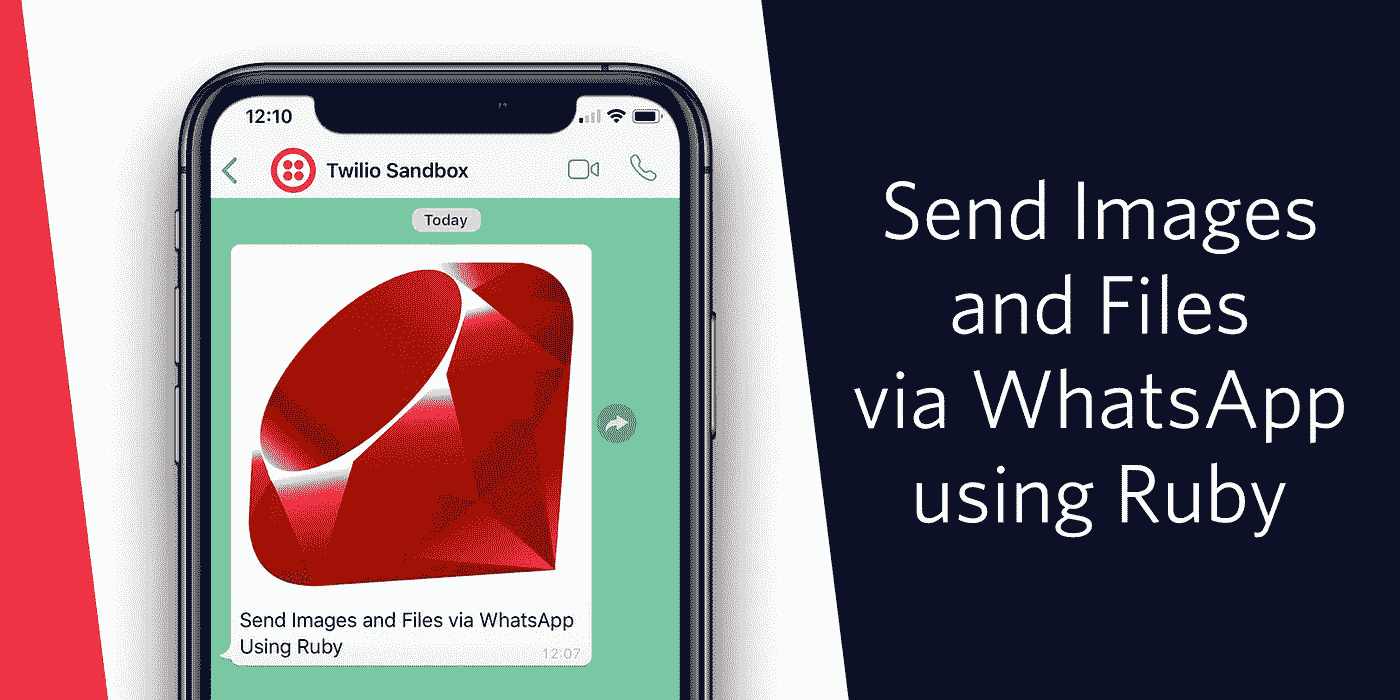 12:10
Twilio Sandbox
Today
Send Images and Files via WhatsApp
Using Ruby
12:07
Send Images
and Files
via WhatsApp
using Ruby